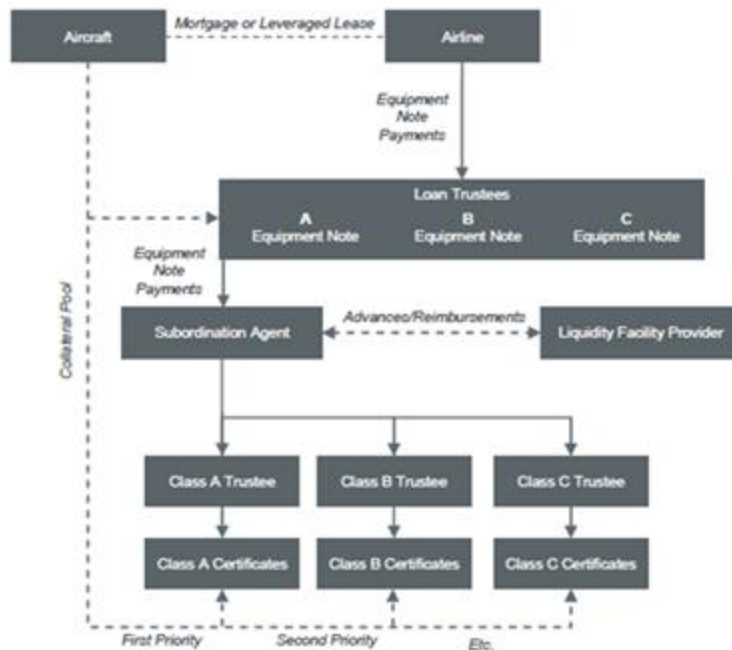 Aircraft
Mortgage or Leveraged Lease
Airline
Equipment
Note
Payments
Loan Trustees
A
B
C
Equipment Note
Equipment Note
Equipment Note
Equipment
Note
Payments
Collateral Pool
Subordination Agent
Advances/Reimbursements
Liquidity Facility Provider
Class A Trustee
Class B Trustee
Class C Trustee
Class A Certificates
Class B Certificates
Class C Certificates
First Priority
Second Priority
Etc.